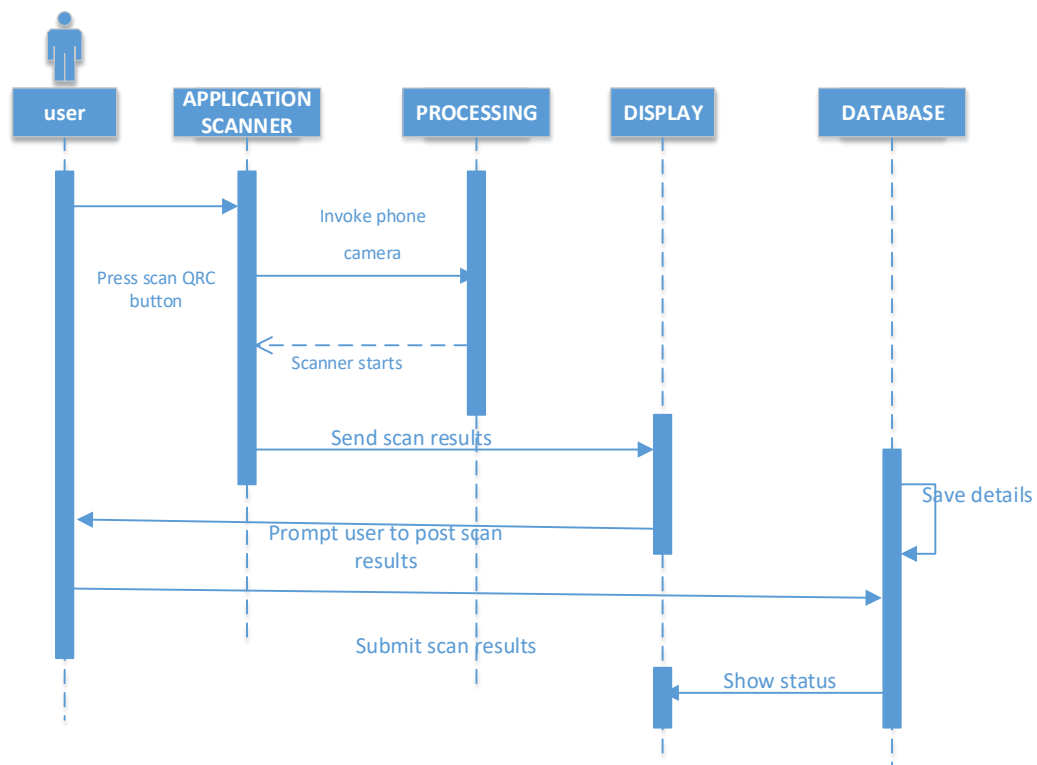 user
APPLICATION
SCANNER
PROCESSING
DISPLAY
DATABASE
Invoke phone
camera
Press scan QRC
button
Scanner starts
Send scan results
Save details
Prompt user to post scan
results
Submit scan results
Show status